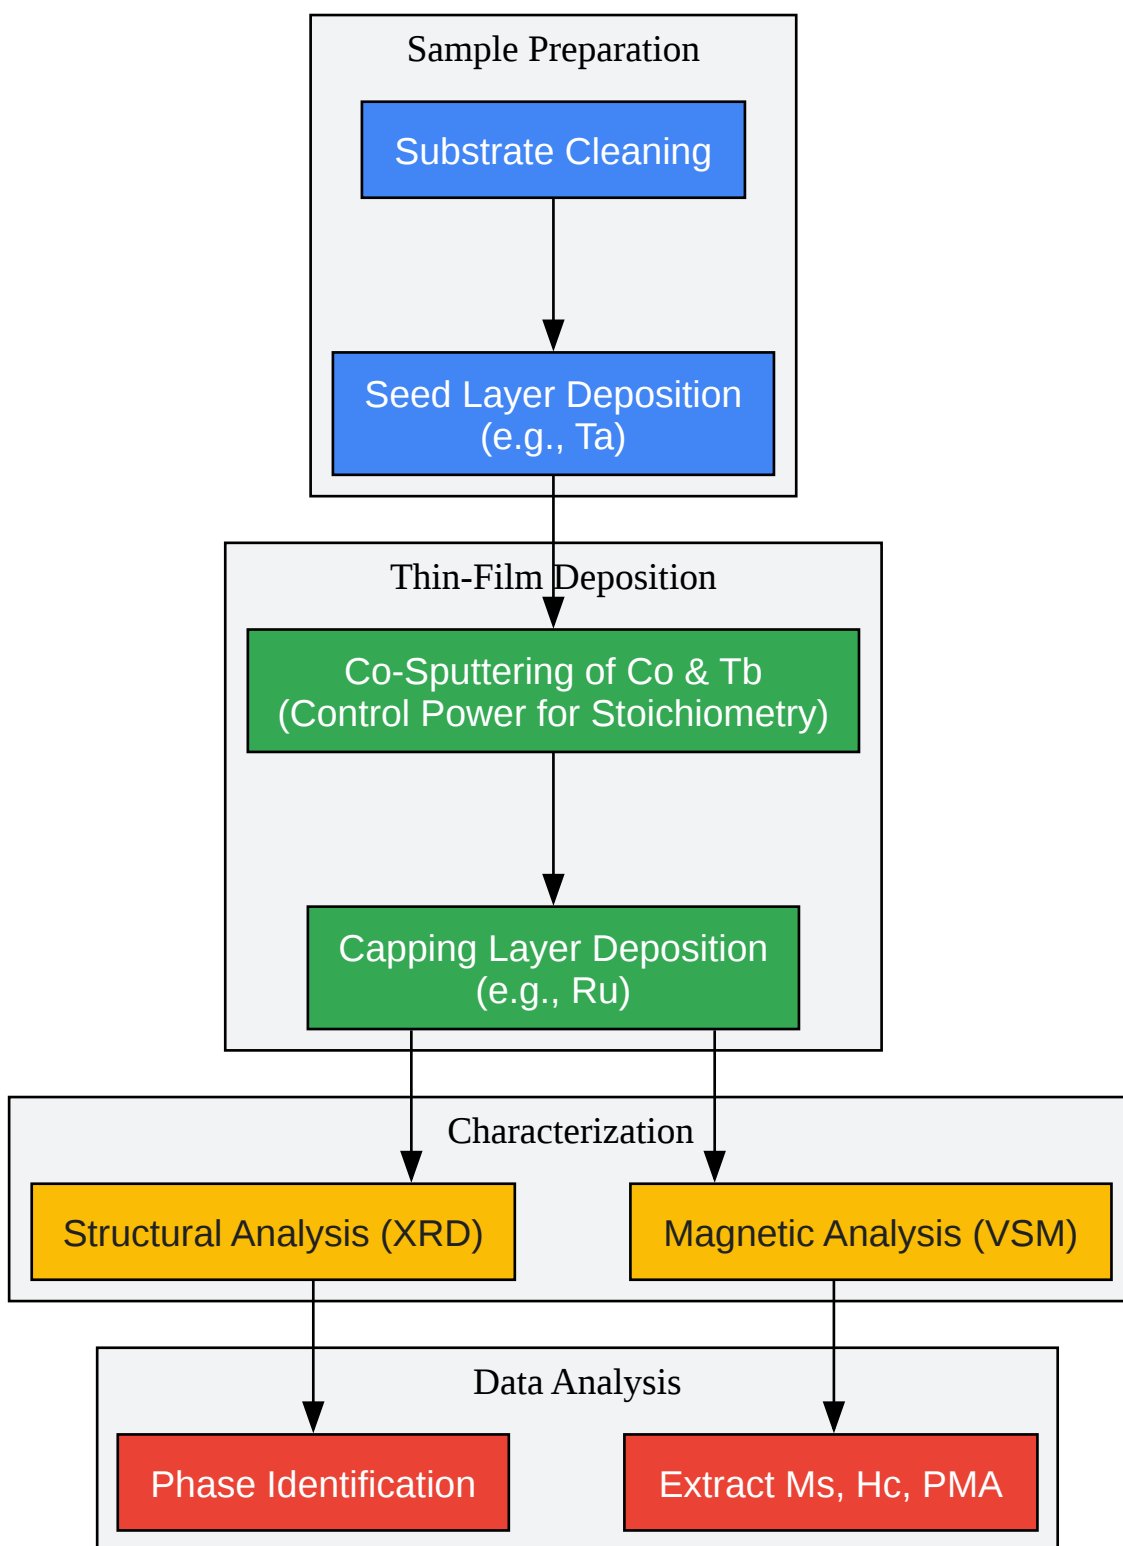 Sample Preparation
Substrate Cleaning
Seed Layer Deposition
(e.g., Ta)
Thin-Film Deposition
Co-Sputtering of Co & Tb
(Control Power for Stoichiometry)
Capping Layer Deposition
(e.g., Ru)
Characterization
Structural Analysis (XRD)
Magnetic Analysis (VSM)
Data Analysis
Phase Identification
Extract Ms, Hc, PMA